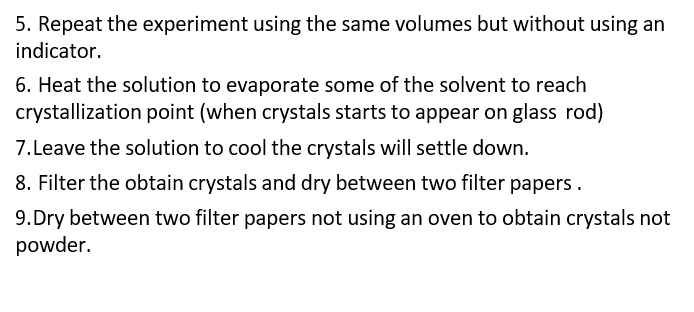 5. Repeat the experiment using the same volumes but without using an
indicator.
6. Heat the solution to evaporate some of the solvent to reach
crystallization point (when crystals starts to appear on glass rod)
7.Leave the solution to cool the crystals will settle down.
8. Filter the obtain crystals and dry between two filter papers .
9.Dry between two filter papers not using an oven to obtain crystals not
powder.